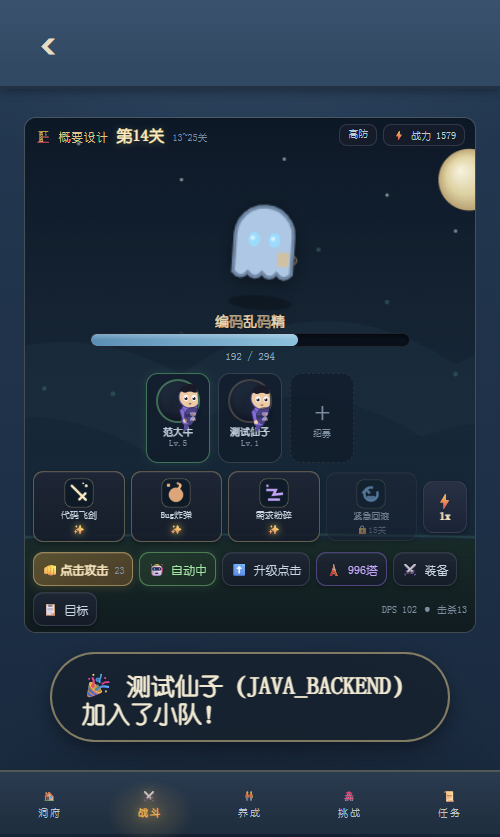 概要设计 第14关 13~25关 高防 战力 1579
编码乱码精
192 / 294
范大牛 测试仙子 招募
Lv.5 Lv.1
代码飞剑 Bug炸弹 需求粉碎 紧急回滚 1x
15关
点击攻击 23 自动中 升级点击 996塔 装备
目标 DPS 102 ● 击杀13
测试仙子 (JAVA_BACKEND)
加入了小队!
洞府 战斗 养成 挑战 任务